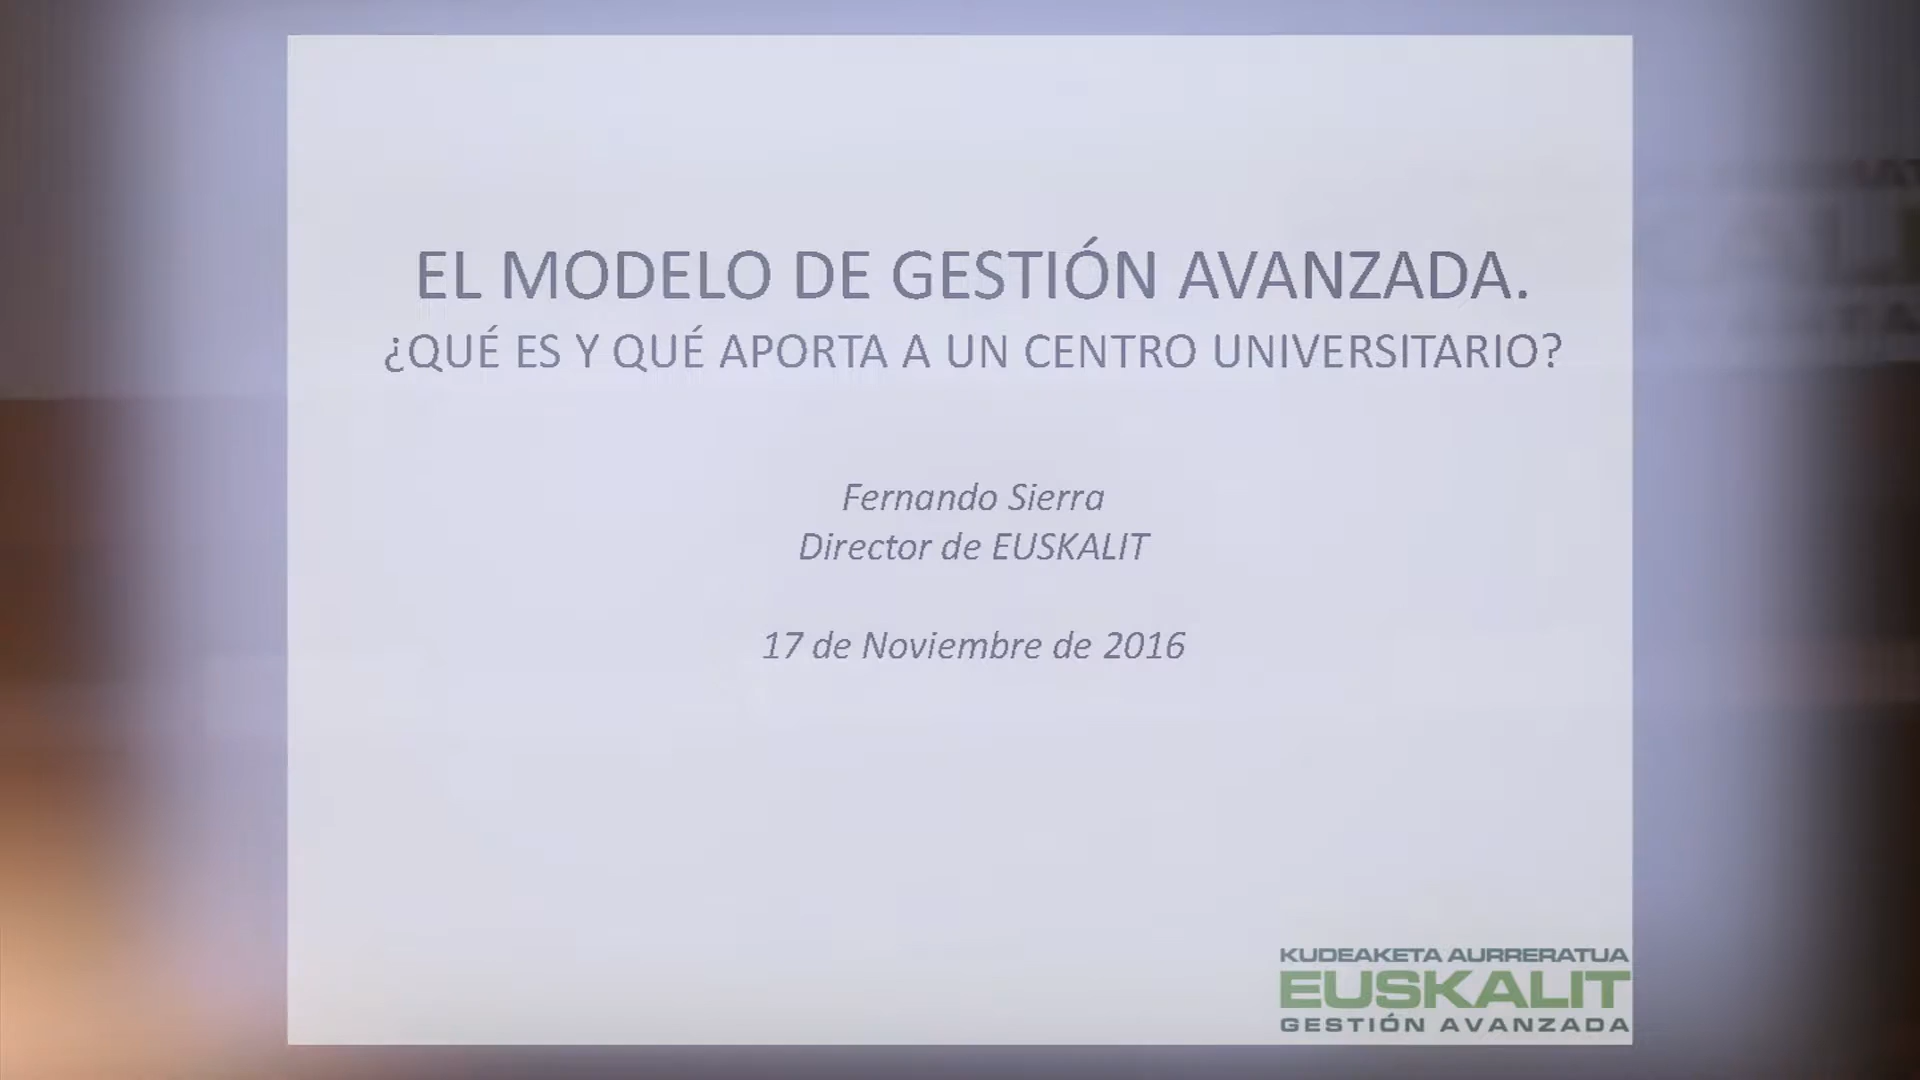 EL MODELO DE GESTIÓN AVANZADA.
¿QUÉ ES Y QUÉ APORTA A UN CENTRO UNIVERSITARIO?
Fernando Sierra
Director de EUSKALIT
17 de Noviembre de 2016
KUDEAKETA AURRERATUA
EUSKALIT
GESTIÓN AVANZADA